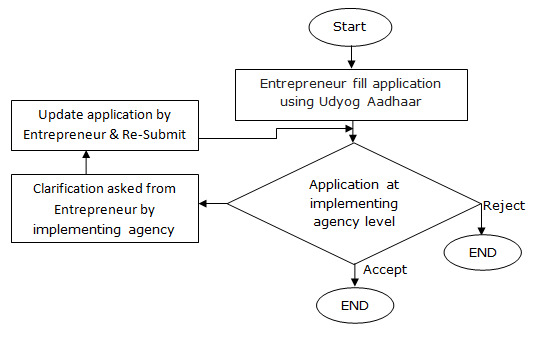 Start
Entrepreneur fill application
using Udyog Aadhaar
Update application by
Entrepreneur & Re-Submit
Clarification asked from
Entrepreneur by
implementing agency
Application at
implementing
agency level
Reject
END
Accept
END